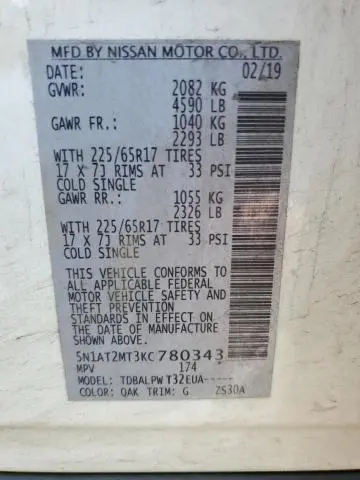 MFD BY NISSAN MOTOR CO., LTD.
DATE: 02/19
GVWR: 2082 KG
4590 LB
GAWR FR.: 1040 KG
2293 LB
WITH 225/65R17 TIRES
17 X 7J RIMS AT 33 PSI
COLD SINGLE
GAWR RR.: 1055 KG
2326 LB
WITH 225/65R17 TIRES
17 X 7J RIMS AT 33 PSI
COLD SINGLE
THIS VEHICLE CONFORMS TO
ALL APPLICABLE FEDERAL
MOTOR VEHICLE SAFETY AND
THEFT PREVENTION
STANDARDS IN EFFECT ON
THE DATE OF MANUFACTURE
SHOWN ABOVE.
5N1AT2MT3KC780343
MPV 174
MODEL: TDBALPWT32EUA-----
COLOR: QAK TRIM: G ZS30A